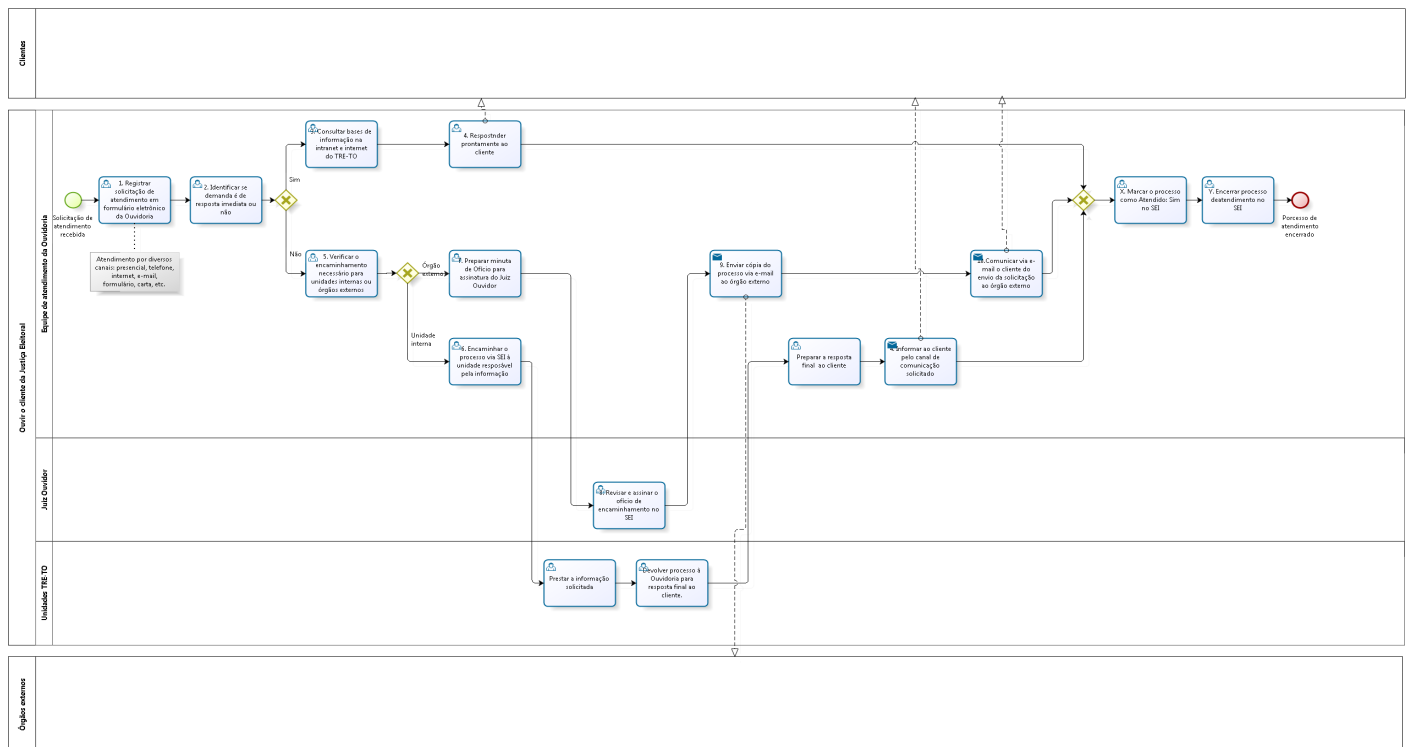 Clientes
Ouvir o cliente da Justiça Eleitoral
Equipe de atendimento da Ouvidoria
Solicitação de
atendimento
recebida
1. Registrar
solicitação de
atendimento em
formulário eletrônico
da Ouvidoria
Atendimento por diversos
canais: presencial, telefone,
internet, e-mail,
formulário, carta, etc.
2. Identificar se
demanda é de
resposta imediata ou
não
Sim
Não
3. Consultar bases de
informação na
intranet e internet
do TRE-TO
4. Respostnder
prontamente ao
cliente
5. Verificar o
encaminhamento
necessário para
unidades internas ou
órgãos externos
Órgão
externo
Unidade
interna
7. Preparar minuta
de Ofício para
assinatura do Juiz
Ouvidor
6. Encaminhar o
processo via SEI à
unidade resposável
pela informação
9. Enviar cópia do
processo via e-mail
ao órgão externo
Preparar a resposta
final ao cliente
Informar ao cliente
pelo canal de
comunicação
solicitado
Comunicar via e-
mail o cliente do
envio da solicitação
ao órgão externo
X. Marcar o processo
como Atendido: Sim
no SEI
Y. Encerrar processo
deatendimento no
SEI
Porcesso de
atendimento
encerrado
Juiz Ouvidor
Revisar e assinar o
ofício de
encaminhamento no
SEI
Unidades TRE-TO
Prestar a informação
solicitada
Devolver processo à
Ouvidoria para
resposta final ao
cliente.
Órgãos externos